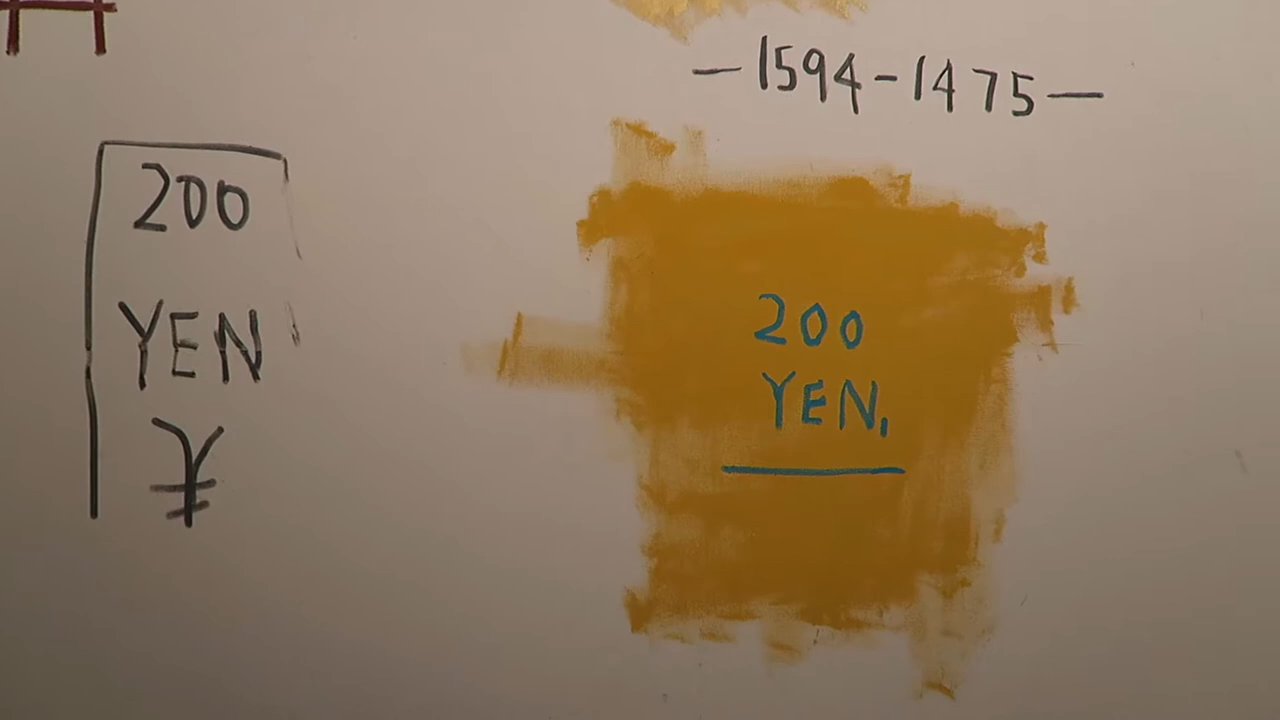 —1594-1475—
200
YEN
¥
200
YEN,